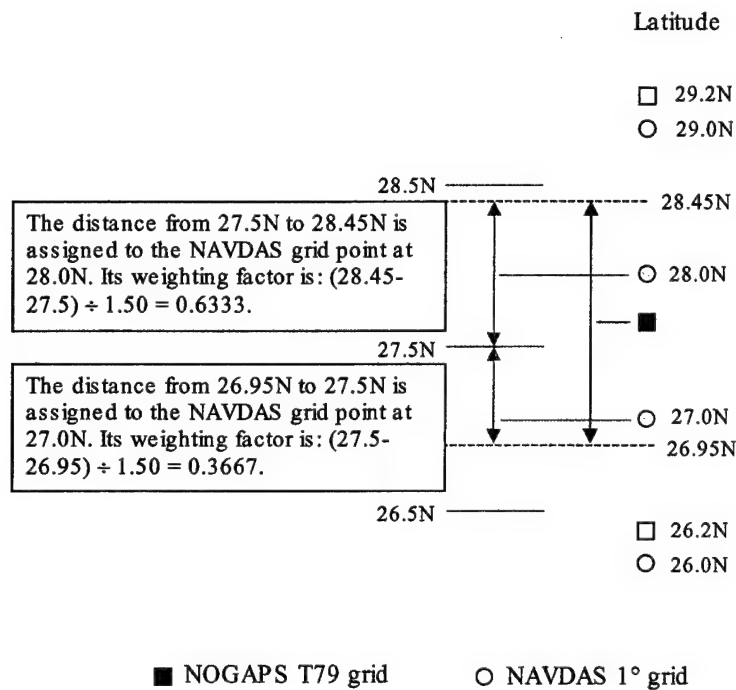 Latitude
29.2N
29.0N
28.5N
28.45N
The distance from 27.5N to 28.45N is
assigned to the NAVDAS grid point at
28.0N. Its weighting factor is: (28.45-
27.5) ÷ 1.50 = 0.6333.
28.0N
27.5N
The distance from 26.95N to 27.5N is
assigned to the NAVDAS grid point at
27.0N. Its weighting factor is: (27.5-
26.95) ÷ 1.50 = 0.3667.
27.0N
26.95N
26.5N
26.2N
26.0N
NOGAPS T79 grid
NAVDAS 1° grid